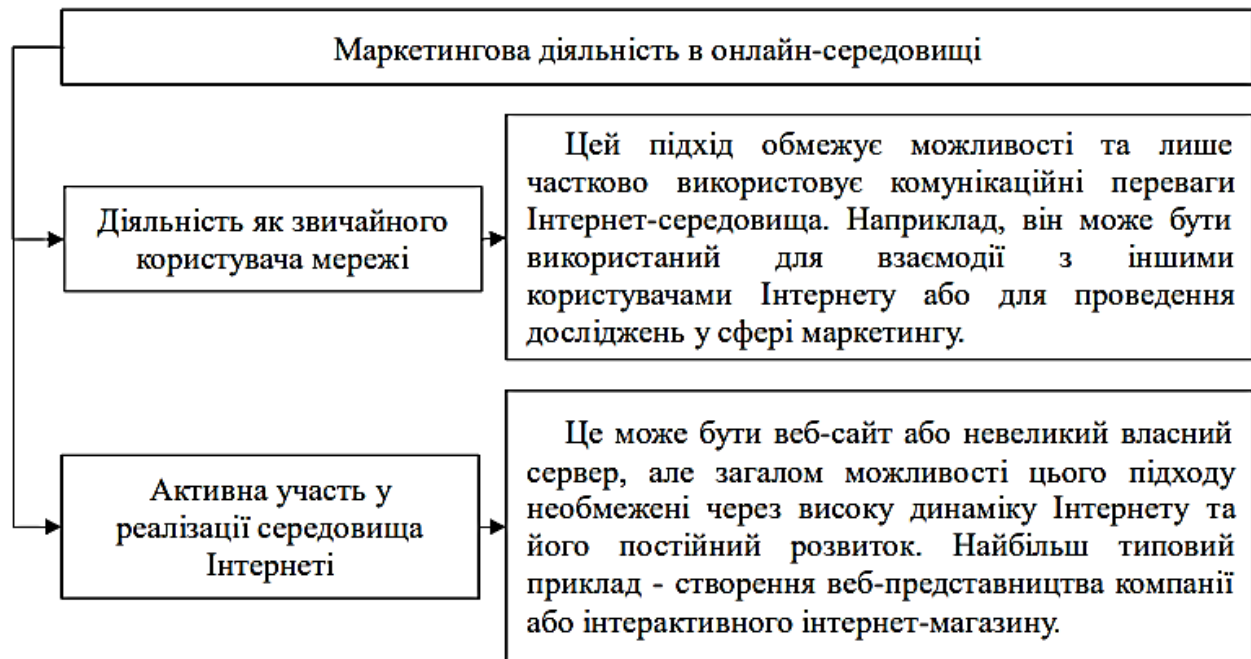 Маркетингова діяльність в онлайн-середовищі
Діяльність як звичайного
користувача мережі
Цей підхід обмежує можливості та лише
частково використовує комунікаційні переваги
Інтернет-середовища. Наприклад, він може бути
використаний для взаємодії з іншими
користувачами Інтернету або для проведення
досліджень у сфері маркетингу.
Активна участь у
реалізації середовища
Інтернеті
Це може бути веб-сайт або невеликий власний
сервер, але загалом можливості цього підходу
необмежені через високу динаміку Інтернету та
його постійний розвиток. Найбільш типовий
приклад - створення веб-представництва компанії
або інтерактивного інтернет-магазину.